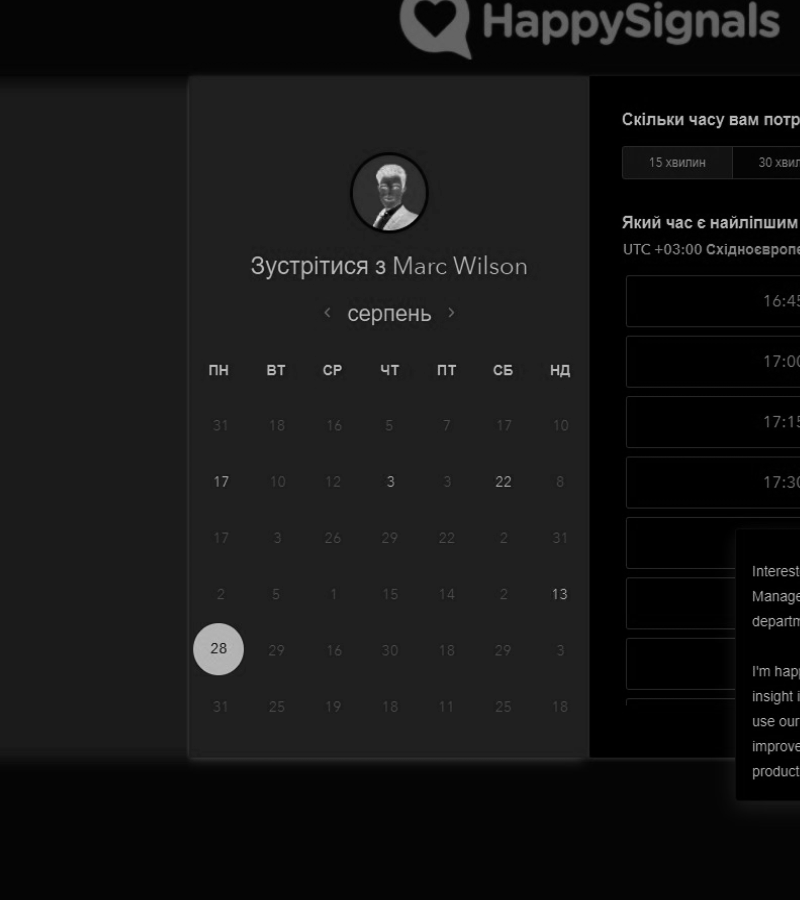 HappySignals
Зустрітися з Marc Wilson
серпень
ПН ВТ СР ЧТ ПТ СБ НД
31 18 16 5 7 17 10
17 10 12 3 3 22 8
17 3 26 29 22 2 31
2 5 1 15 14 2 13
28 29 16 30 18 29 3
31 25 19 18 11 25 18
Скільки часу вам потр
15 хвилин 30 хвил
Який час є найліпшим
UTC +03:00 Східноєвропе
16:45
17:00
17:15
17:30
Interest
Manage
departm
I'm happ
insight i
use our
improve
product